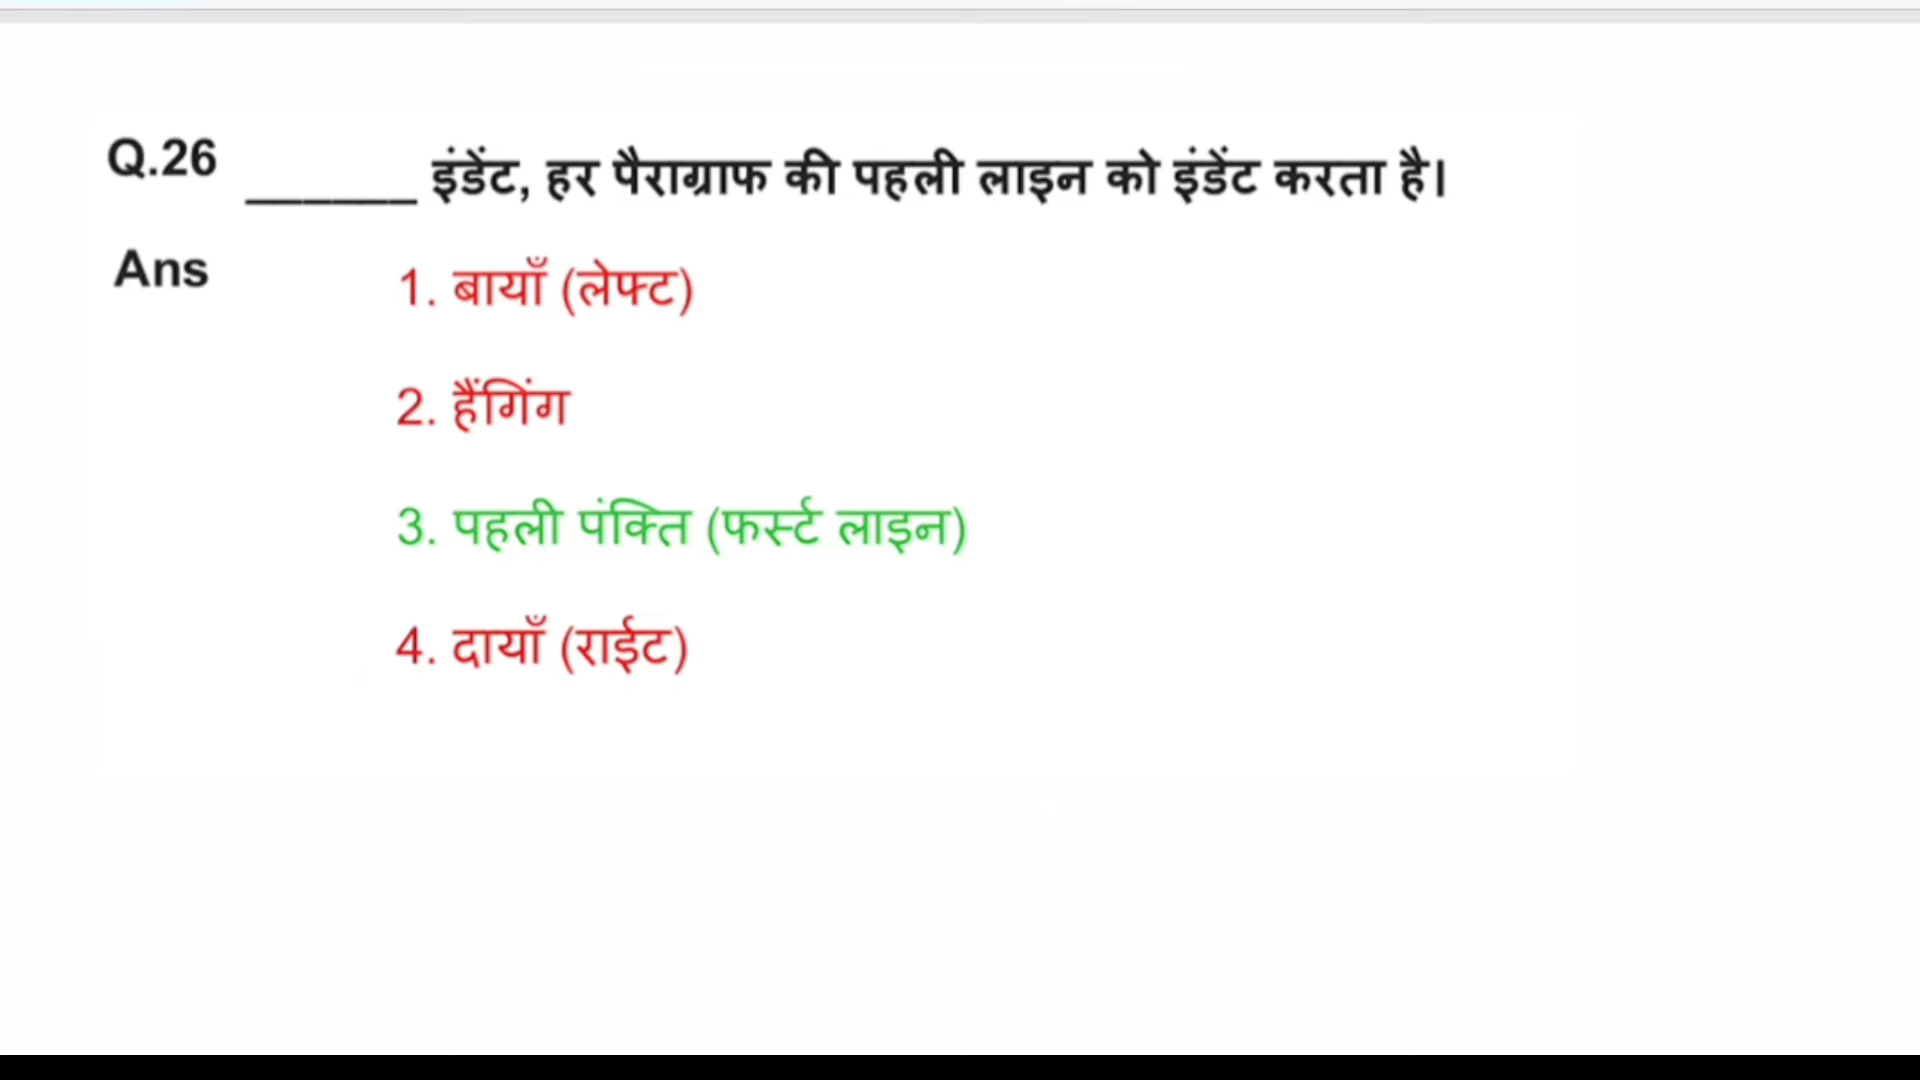 Q.26 ______ इंडेंट, हर पैराग्राफ की पहली लाइन को इंडेंट करता है।
Ans 1. बायाँ (लेफ्ट)
2. हैंगिंग
3. पहली पंक्ति (फर्स्ट लाइन)
4. दायाँ (राईट)